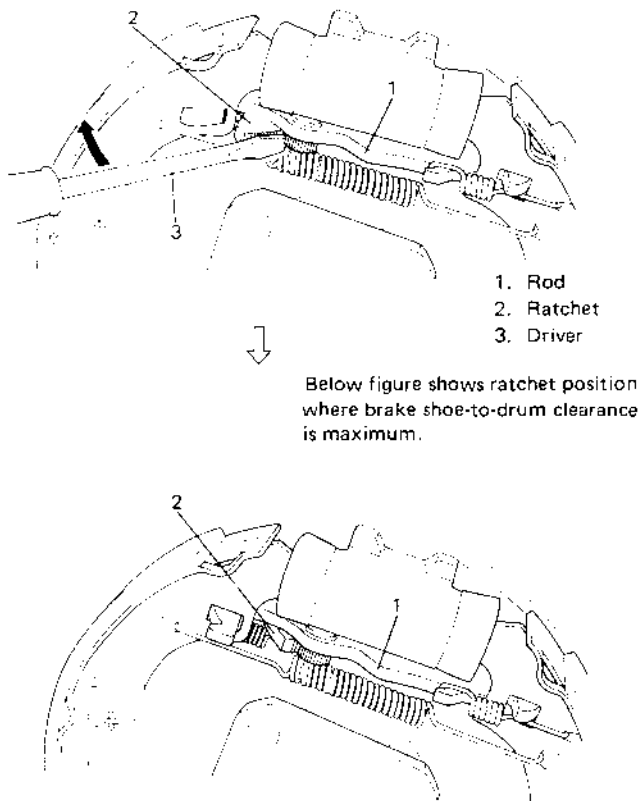 2
1
3
1. Rod
2. Ratchet
3. Driver
Below figure shows ratchet position
where brake shoe-to-drum clearance
is maximum.
2
1